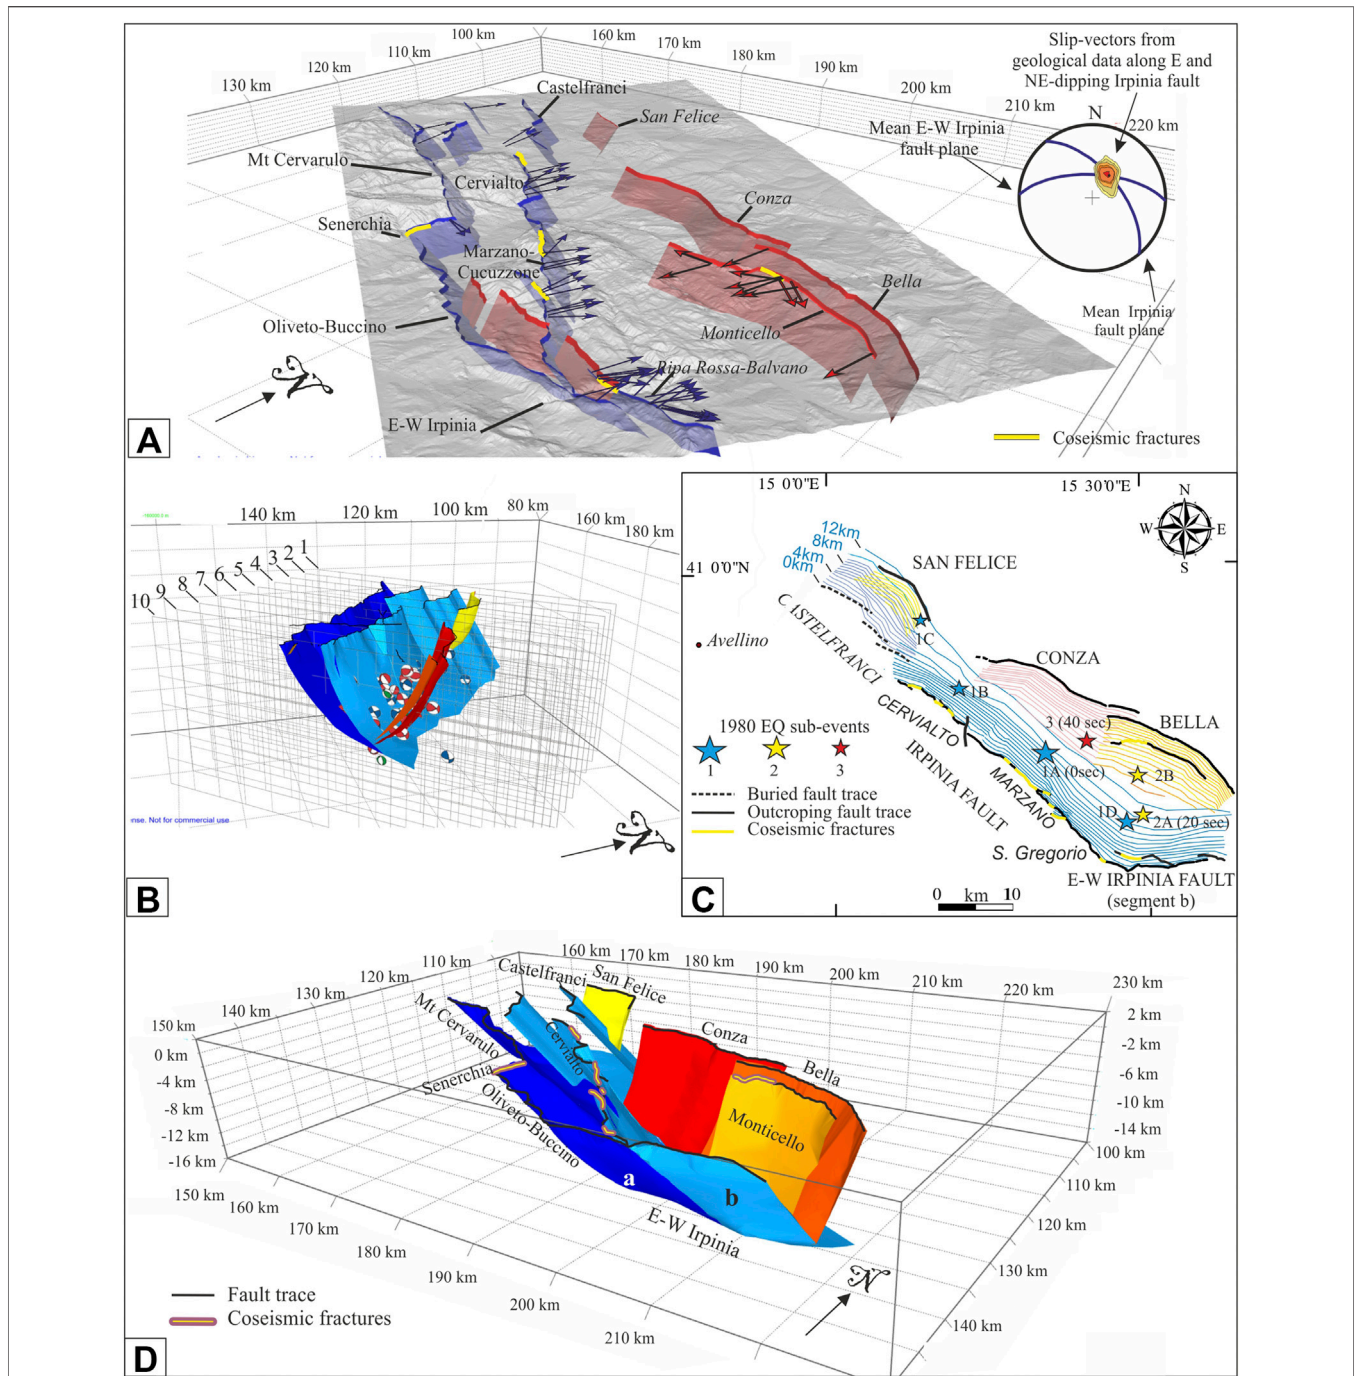 100 km
110 km
120 km
130 km
160 km
170 km
180 km
190 km
200 km
210 km
220 km
Slip-vectors from
geological data along E and
NE-dipping Irpinia fault
N
Mean E-W Irpinia
fault plane
Mean Irpinia
fault plane
Castelfranci
San Felice
Mt Cervarulo
Cervialto
Conza
Senerchia
Marzano-
Cucuzzone
Bella
Oliveto-Buccino
Monticello
Ripa Rossa-Balvano
E-W Irpinia
N
Coseismic fractures
A
140 km
120 km
100 km
80 km
160 km
180 km
1
2
3
4
5
6
7
8
9
10
nse. Not for commercial use
N
B
15 0'0"E
15 30'0"E
N
W
E
S
12km
8km
4km
0km
41 0'0"N
SAN FELICE
Avellino
CASTELFRANCI
1C
CONZA
1B
CERVIALTO
BELLA
3 (40 sec)
1980 EQ sub-events
1
2
3
IRPINIA FAULT
1A (0sec)
2B
MARZANO
Buried fault trace
Outcroping fault trace
Coseismic fractures
1D
2A (20 sec)
S. Gregorio
E-W IRPINIA FAULT
(segment b)
0 km 10
C
160 km
170 km
180 km
190 km
200 km
210 km
220 km
230 km
110 km
120 km
130 km
140 km
150 km
Castelfranci
San Felice
Mt Cervarulo
Cervialto
Conza
Bella
Senerchia
Oliveto-Buccino
Monticello
a
b
E-W Irpinia
0 km
-4 km
-8 km
-12 km
-16 km
2 km
-2 km
-6 km
-10 km
-14 km
100 km
110 km
120 km
130 km
140 km
150 km
160 km
170 km
180 km
190 km
200 km
210 km
N
Fault trace
Coseismic fractures
D